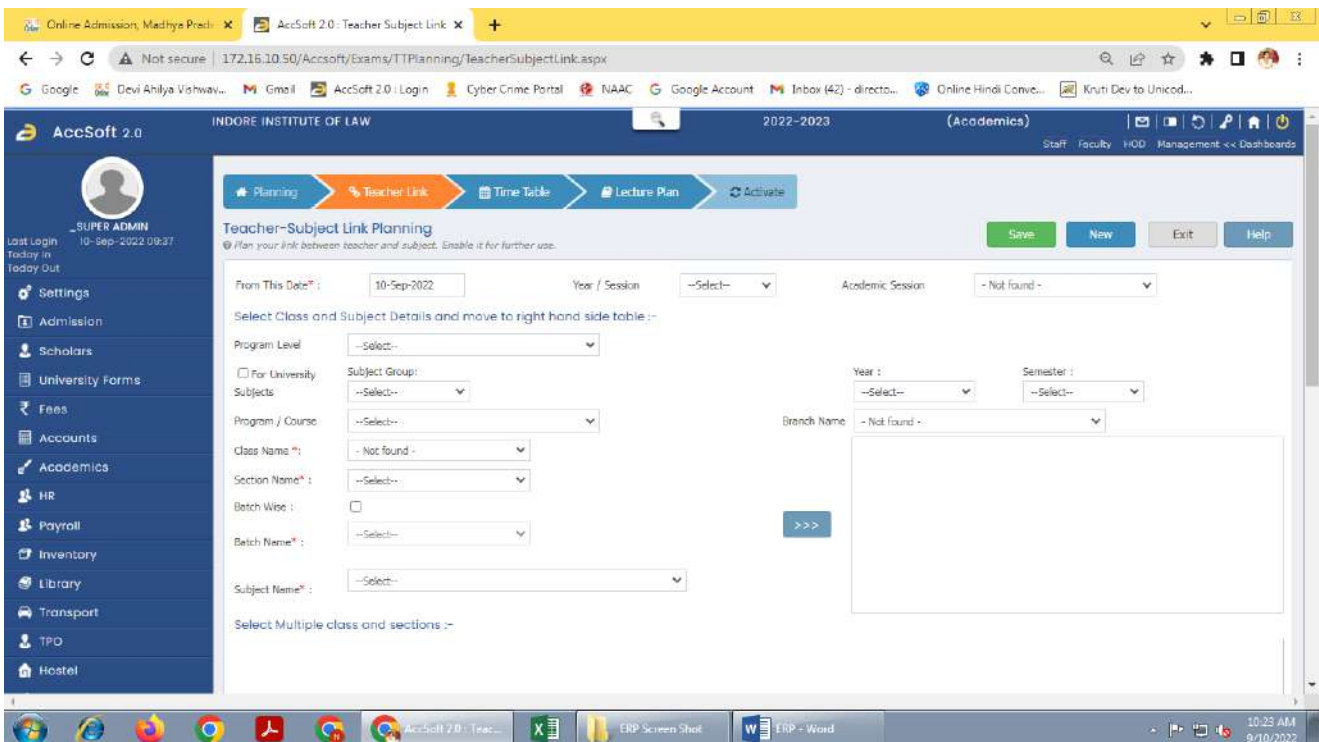 Online Admission, Madhya Prade
AccSoft 2.0 : Teacher Subject Link
Not secure | 172.16.10.50/Accsoft/Exams/TTPlanning/TeacherSubjectLink.aspx
Google Devi Ahilya Vishwav... Gmail AccSoft 2.0 : Login Cyber Crime Portal NAAC Google Account Inbox (42) - directo... Online Hindi Conve... Kruti Dev to Unicod...
AccSoft 2.0
INDORE INSTITUTE OF LAW 2022-2023 (Academics)
Staff Faculty HOD Management << Dashboards
_SUPER ADMIN
Last Login 10-Sep-2022 09:37
Today In
Today Out
Settings
Admission
Scholars
University Forms
Fees
Accounts
Academics
HR
Payroll
Inventory
Library
Transport
TPO
Hostel
Planning Teacher Link Time Table Lecture Plan Activate
Teacher-Subject Link Planning
Plan your link between teacher and subject. Enable it for further use.
Save New Exit Help
From This Date* : 10-Sep-2022 Year / Session --Select-- Academic Session - Not found -
Select Class and Subject Details and move to right hand side table :-
Program Level --Select--
For University Subjects Subject Group: Year : Semester :
--Select-- --Select-- --Select--
Program / Course --Select-- Branch Name - Not found -
Class Name *: - Not found -
Section Name* : --Select--
Batch Wise :
>>>
Batch Name* : --Select--
Subject Name* : --Select--
Select Multiple class and sections :-
AccSoft 2.0 : Teac... ERP Screen Shot ERP - Word
10:23 AM
9/10/2022